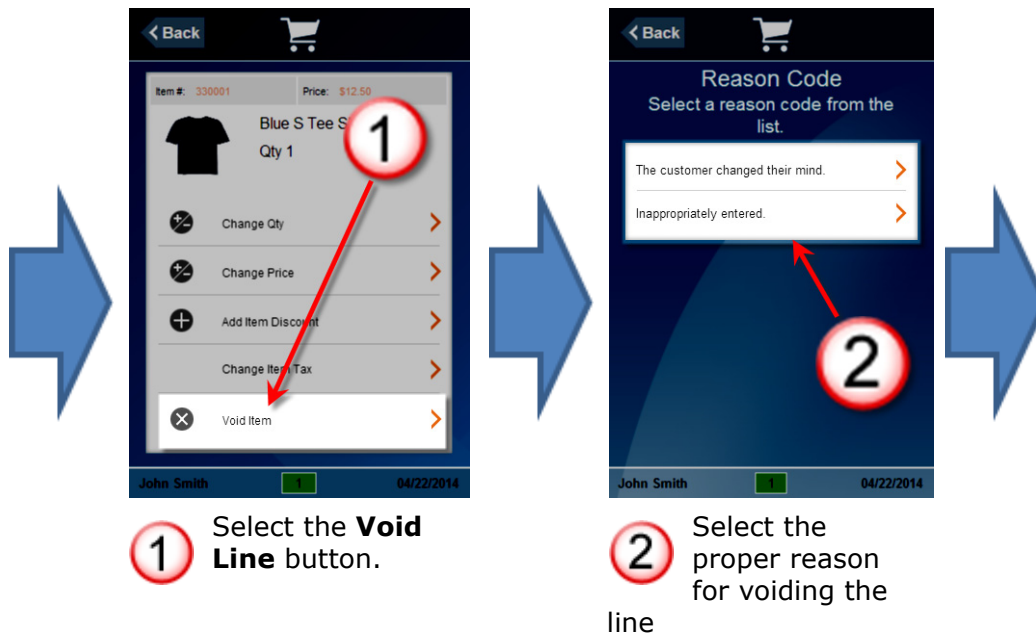 Back
Item #: 330001 Price: $12.50
Blue S Tee S
Qty 1
1
Change Qty
Change Price
Add Item Discount
Change Item Tax
Void Item
John Smith 1 04/22/2014
1 Select the Void
Line button.
Back
Reason Code
Select a reason code from the
list.
The customer changed their mind.
Inappropriately entered.
2
John Smith 1 04/22/2014
2 Select the
proper reason
for voiding the
line